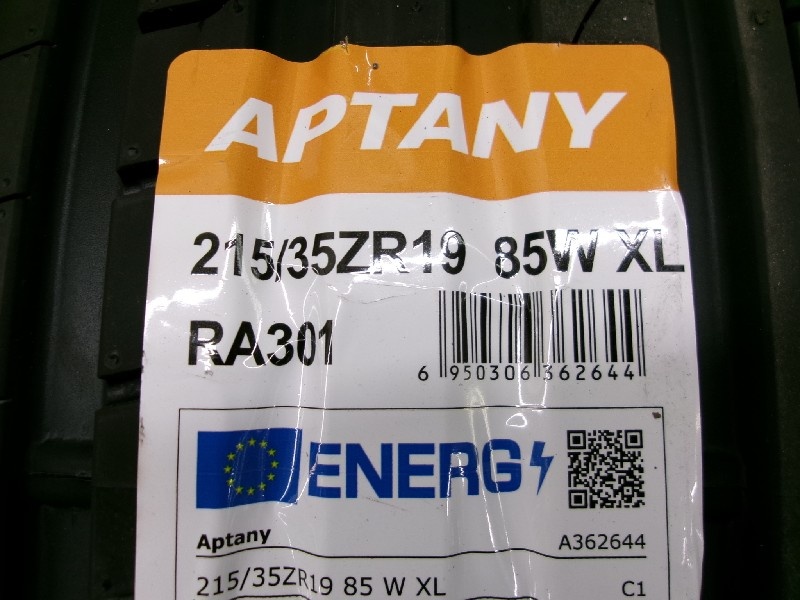 APTANY
215/35ZR19 85W XL
RA301
6 950306 362644
ENERG
Aptany A362644
215/35ZR19 85 W XL C1